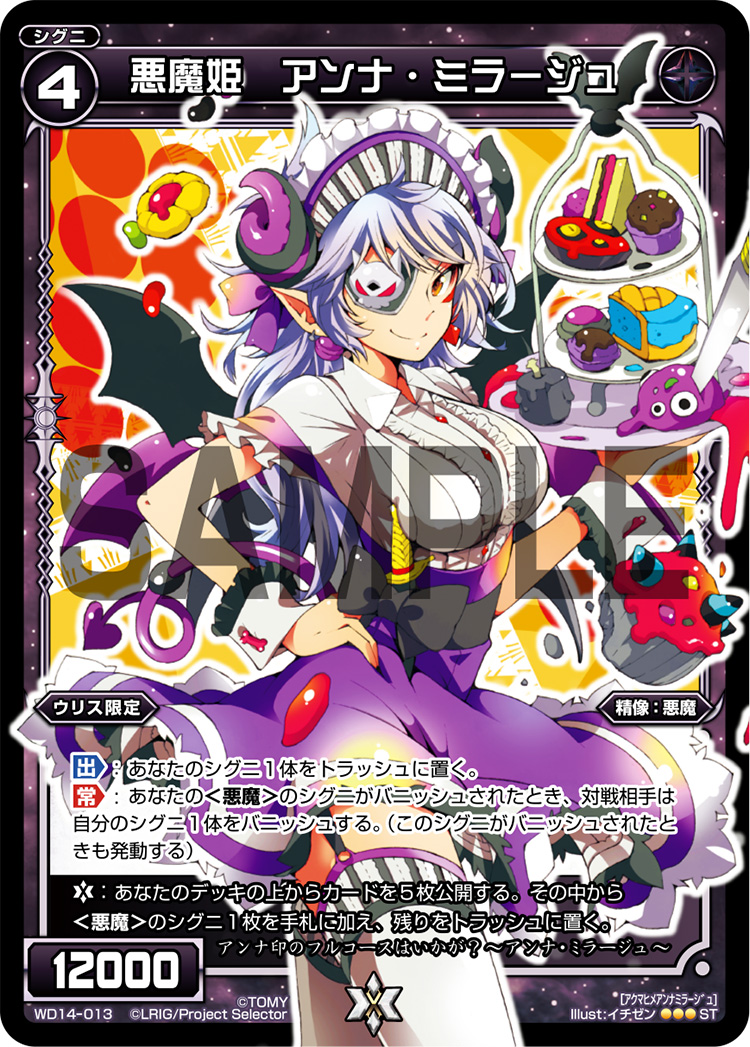 シグニ
4
悪魔姫 アンナ・ミラージュ
SAMPLE
ウリス限定
精像:悪魔
出:あなたのシグニ1体をトラッシュに置く。
常:あなたの<悪魔>のシグニがバニッシュされたとき、対戦相手は
自分のシグニ1体をバニッシュする。(このシグニがバニッシュされたと
きも発動する)
:あなたのデッキの上からカードを5枚公開する。その中から
<悪魔>のシグニ1枚を手札に加え、残りをトラッシュに置く。
アンナ印のフルコースはいかが?~アンナ・ミラージュ~
12000
©TOMY
[アクマヒメアンナミラージュ]
WD14-013 ©LRIG/Project Selector
Illust:イチゼン ST